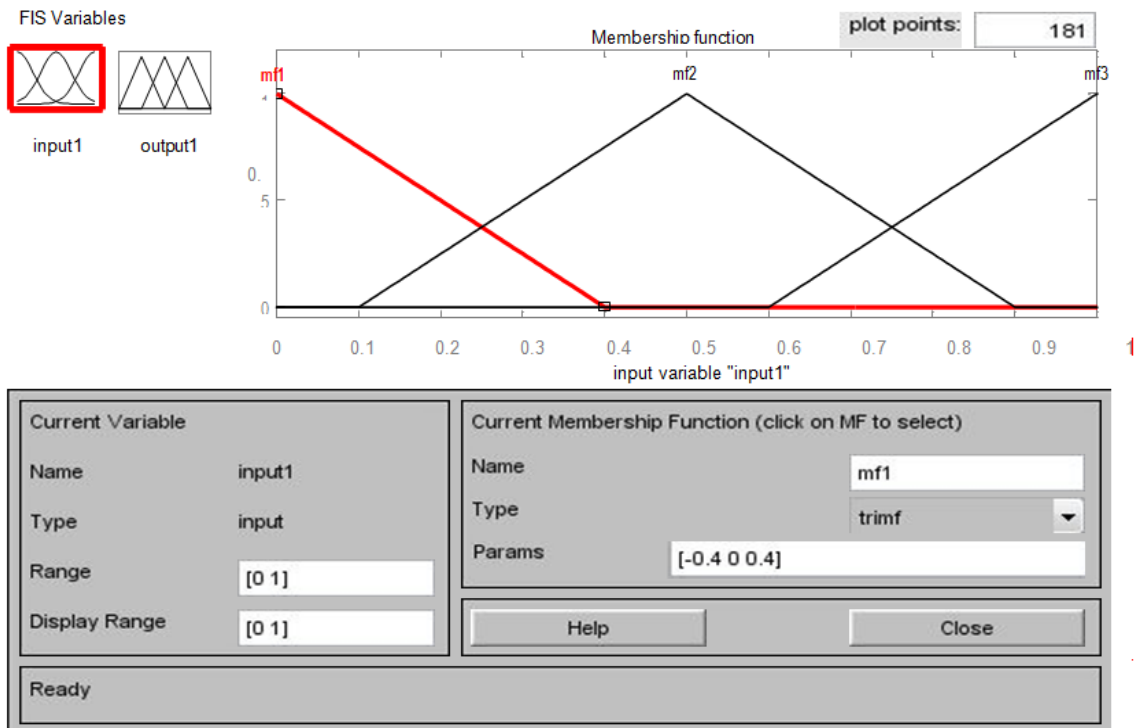 FIS Variables
plot points: 181
Membership function
mf1 mf2 mf3
input1 output1
0.
5
0
0 0.1 0.2 0.3 0.4 0.5 0.6 0.7 0.8 0.9
input variable "input1"
Current Variable
Name input1
Type input
Range [0 1]
Display Range [0 1]
Current Membership Function (click on MF to select)
Name mf1
Type trimf
Params [-0.4 0 0.4]
Help Close
Ready